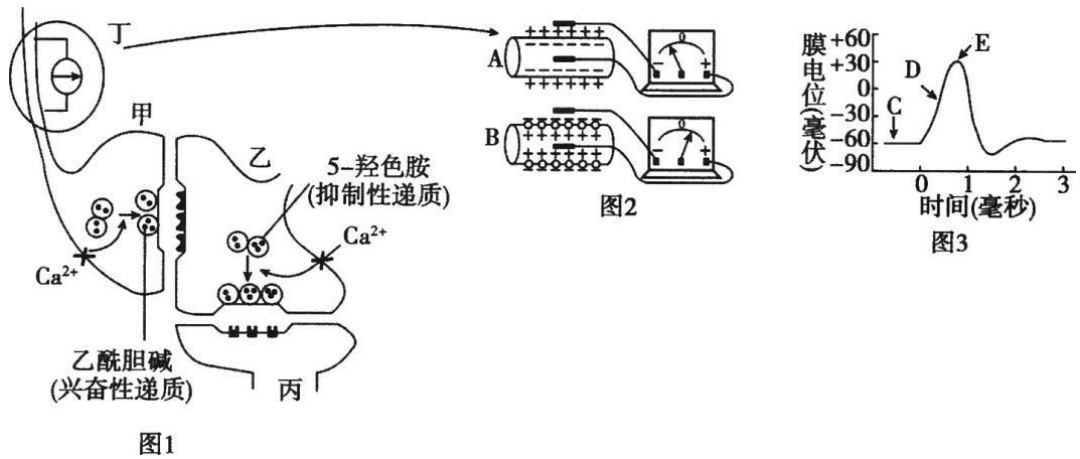 丁
甲
乙
5-羟色胺
(抑制性递质)
Ca²⁺
Ca²⁺
乙酰胆碱
(兴奋性递质)
丙
图1
A
0
− +
B
0
− +
图2
膜电位(毫伏)
+60
+30
0
−30
−60
−90
C
D
E
0 1 2 3
时间(毫秒)
图3